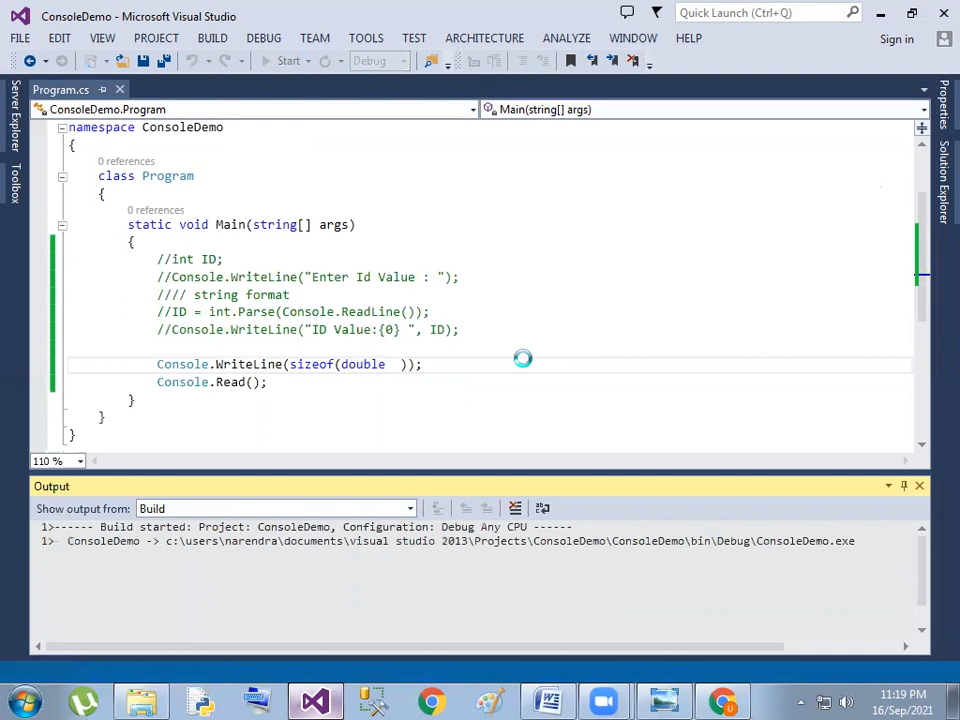 ConsoleDemo - Microsoft Visual Studio
Quick Launch (Ctrl+Q)
FILE EDIT VIEW PROJECT BUILD DEBUG TEAM TOOLS TEST ARCHITECTURE ANALYZE WINDOW HELP Sign in
Start Debug
Program.cs
ConsoleDemo.Program Main(string[] args)
Server Explorer
Toolbox
Properties
Solution Explorer
namespace ConsoleDemo
{
0 references
class Program
{
0 references
static void Main(string[] args)
{
//int ID;
//Console.WriteLine("Enter Id Value : ");
//// string format
//ID = int.Parse(Console.ReadLine());
//Console.WriteLine("ID Value:{0} ", ID);
Console.WriteLine(sizeof(double  ));
Console.Read();
}
}
}
110 %
Output
Show output from: Build
1>------ Build started: Project: ConsoleDemo, Configuration: Debug Any CPU ------
1>  ConsoleDemo -> c:\users\narendra\documents\visual studio 2013\Projects\ConsoleDemo\ConsoleDemo\bin\Debug\ConsoleDemo.exe
11:19 PM
16/Sep/2021